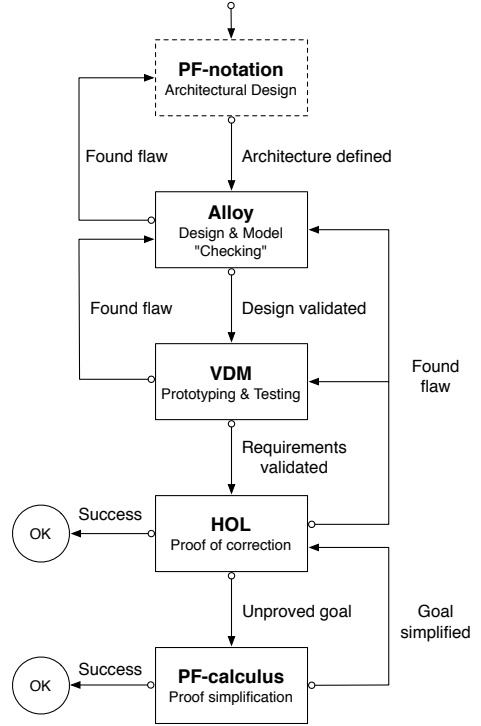 PF-notation
Architectural Design
Found flaw
Architecture defined
Alloy
Design & Model
"Checking"
Found flaw
Design validated
VDM
Prototyping & Testing
Found
flaw
Requirements
validated
Success
OK
HOL
Proof of correction
Unproved goal
Goal
simplified
Success
OK
PF-calculus
Proof simplification